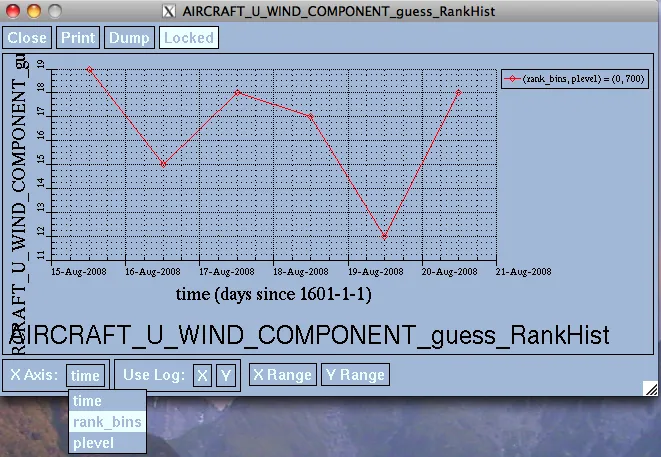 AIRCRAFT_U_WIND_COMPONENT_guess_RankHist
Close Print Dump Locked
RCRAFT_U_WIND_COMPONENT_gu
19
18
17
16
15
14
13
12
11
(rank_bins, plevel) = (0, 700)
15-Aug-2008 16-Aug-2008 17-Aug-2008 18-Aug-2008 19-Aug-2008 20-Aug-2008 21-Aug-2008
time (days since 1601-1-1)
AIRCRAFT_U_WIND_COMPONENT_guess_RankHist
X Axis: time Use Log: X Y X Range Y Range
time
rank_bins
plevel